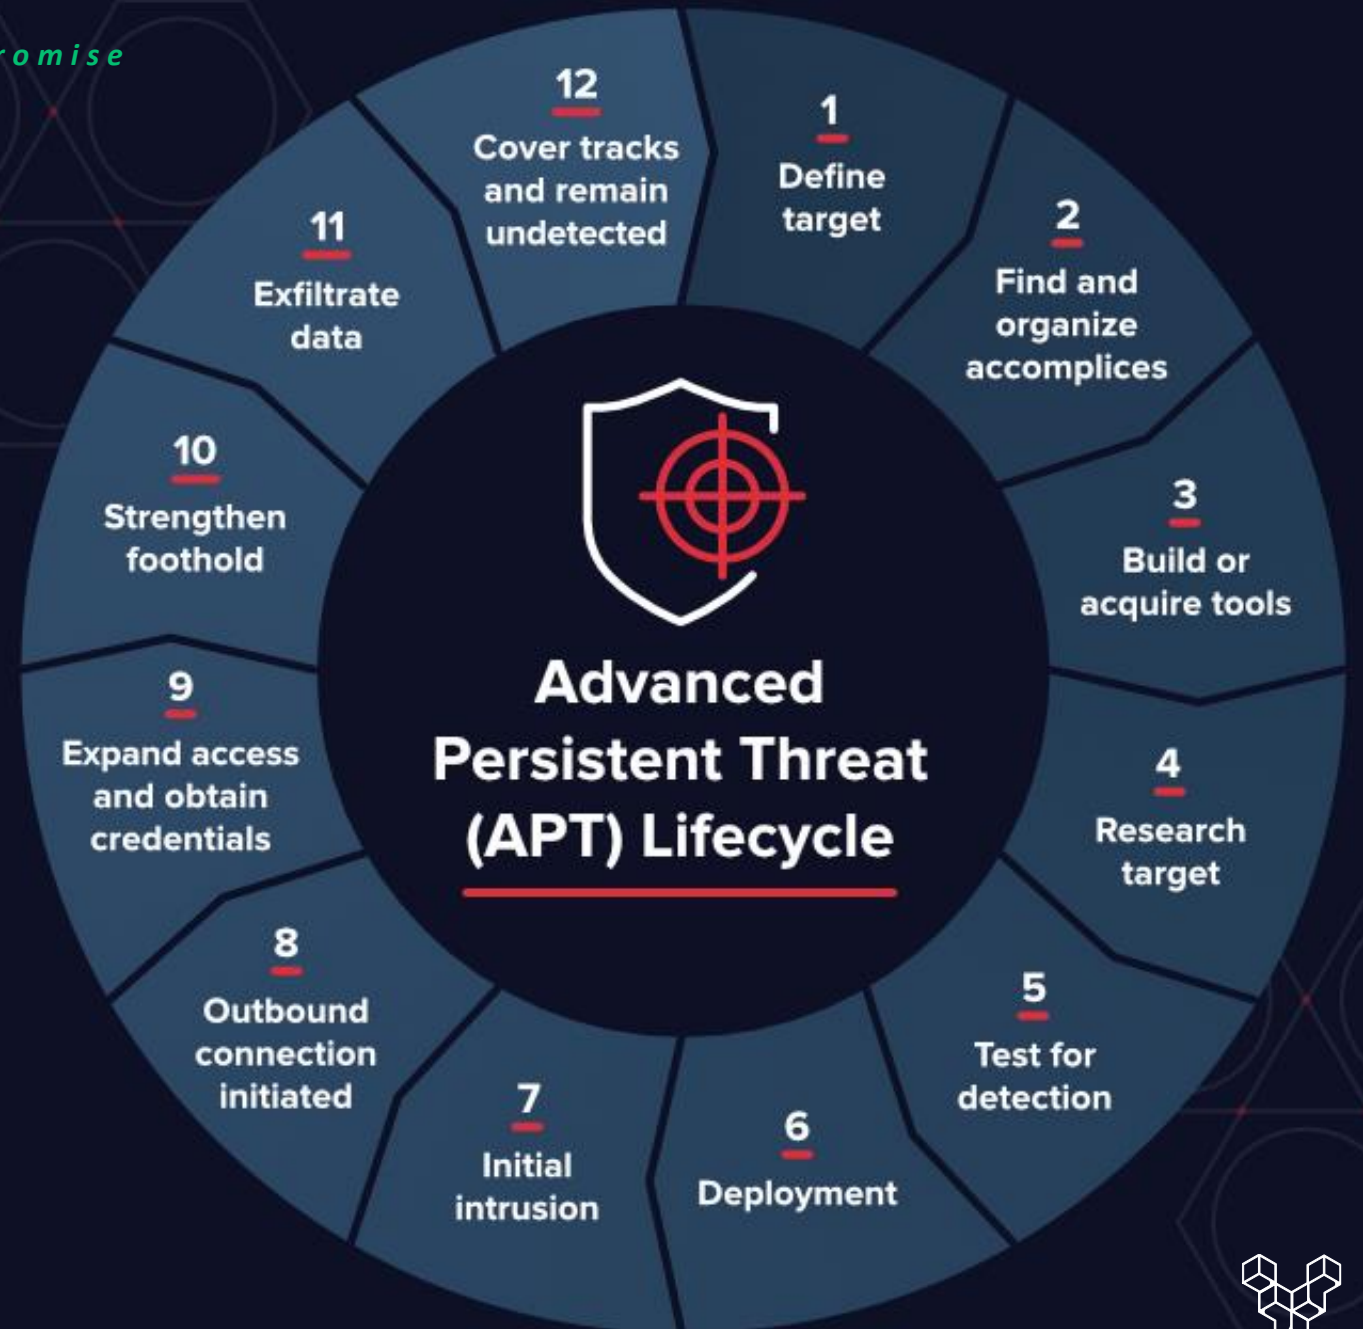 romise
12
Cover tracks
and remain
undetected
1
Define
target
2
Find and
organize
accomplices
3
Build or
acquire tools
4
Research
target
5
Test for
detection
6
Deployment
7
Initial
intrusion
8
Outbound
connection
initiated
9
Expand access
and obtain
credentials
10
Strengthen
foothold
11
Exfiltrate
data
Advanced
Persistent Threat
(APT) Lifecycle